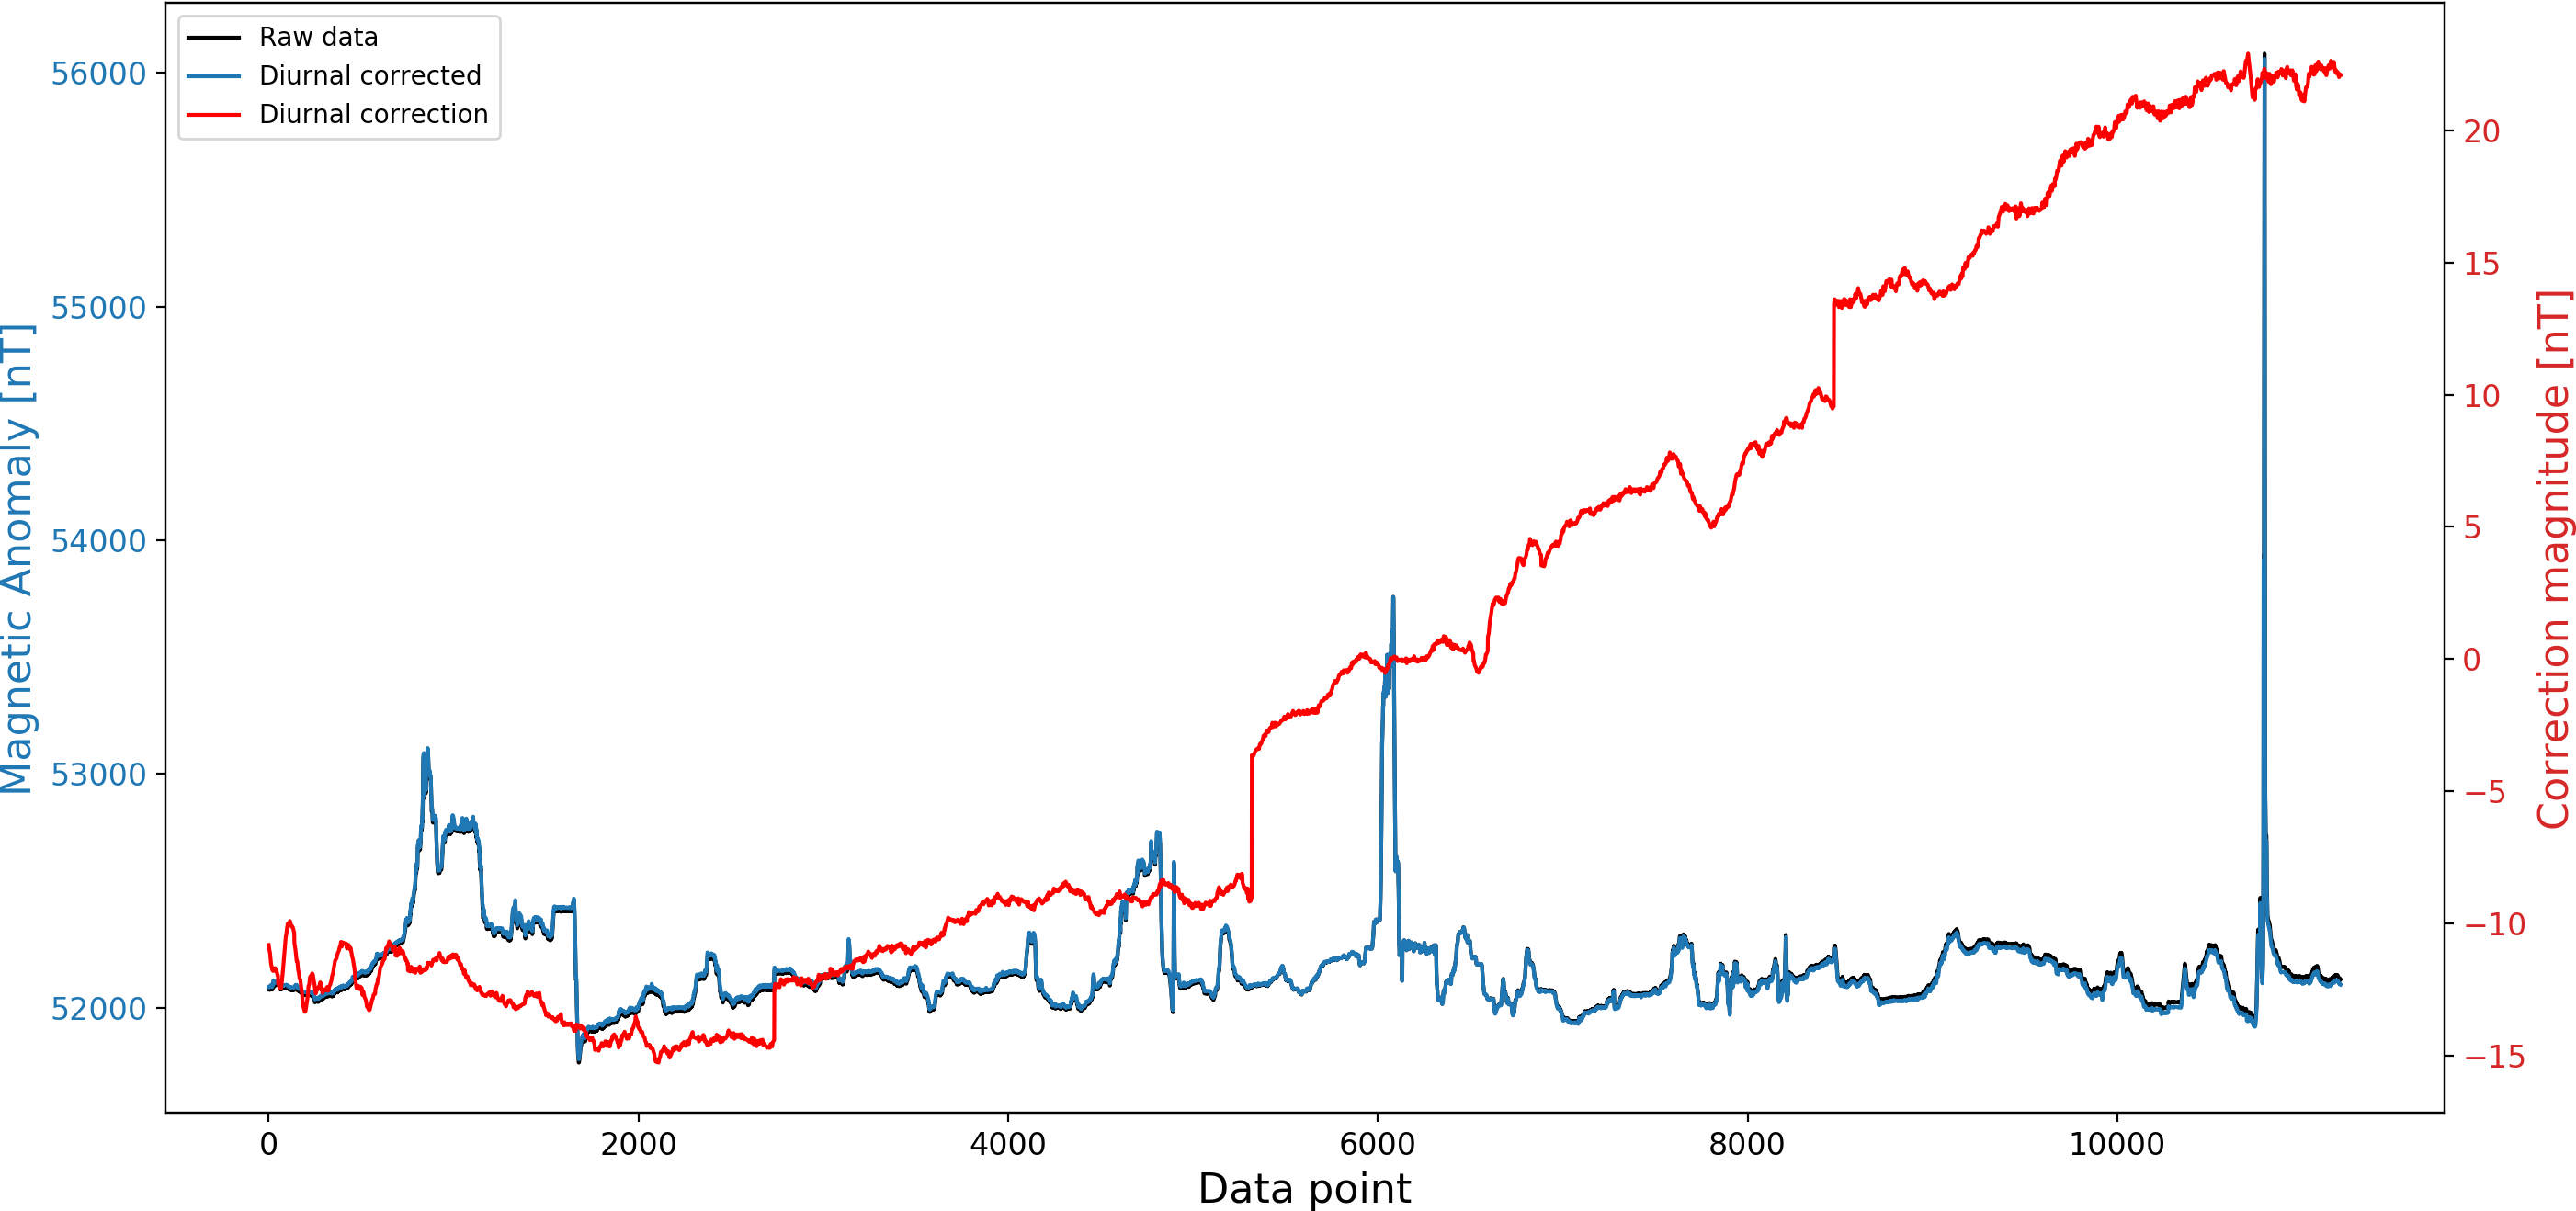 Raw data
Diurnal corrected
Diurnal correction
56000
55000
54000
53000
52000
Magnetic Anomaly [nT]
20
15
10
5
0
−5
−10
−15
Correction magnitude [nT]
0 2000 4000 6000 8000 10000
Data point